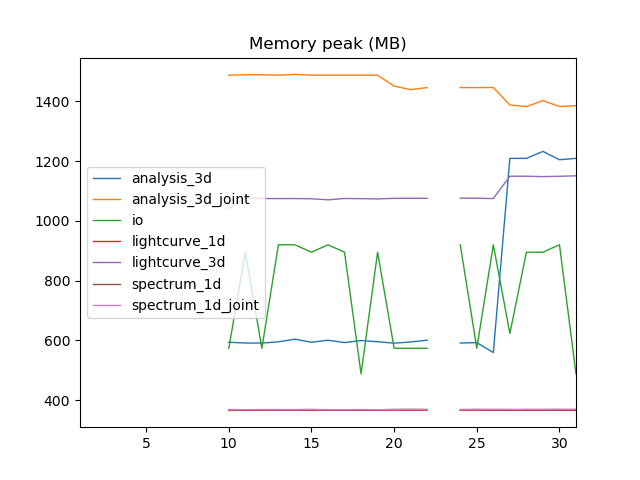 Memory peak (MB)
1400
1200
1000
800
600
400
analysis_3d
analysis_3d_joint
io
lightcurve_1d
lightcurve_3d
spectrum_1d
spectrum_1d_joint
5
10
15
20
25
30